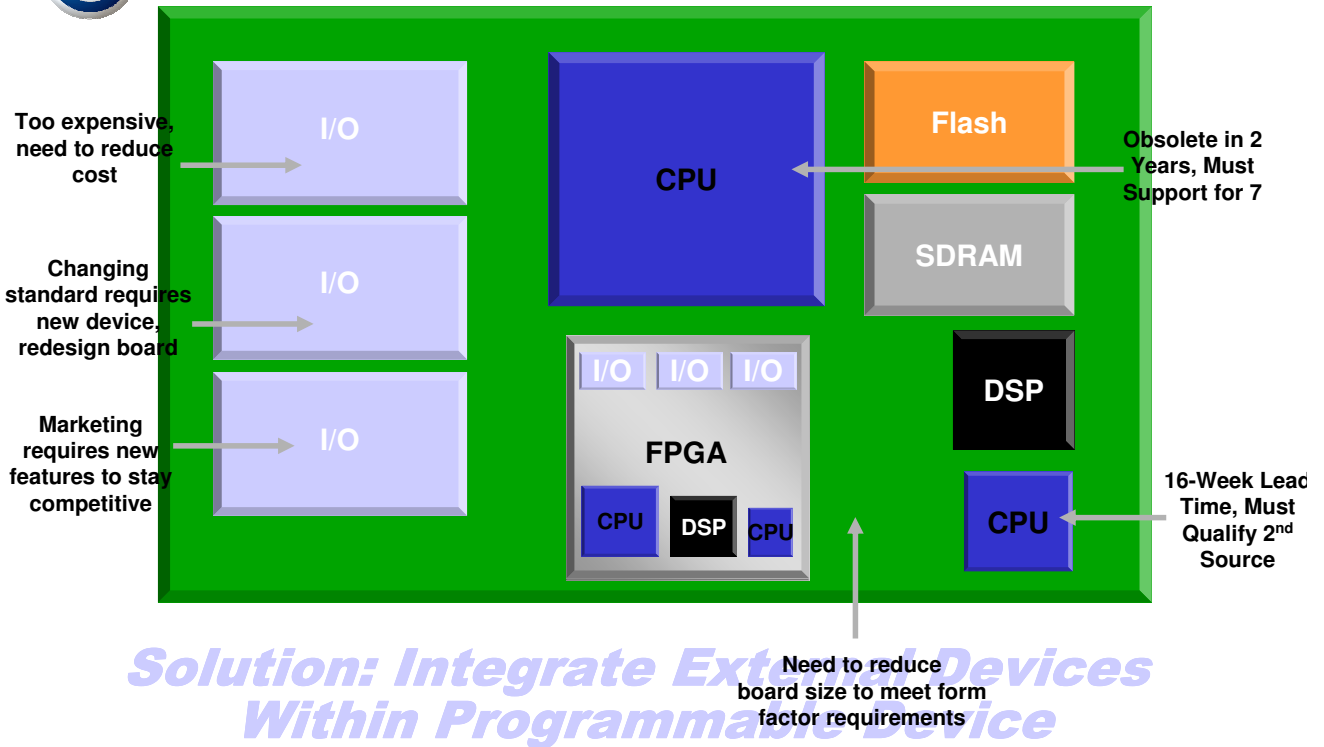 Too expensive,
need to reduce
cost
Changing
standard requires
new device,
redesign board
Marketing
requires new
features to stay
competitive
I/O
I/O
I/O
CPU
Flash
SDRAM
Obsolete in 2
Years, Must
Support for 7
I/O I/O I/O
FPGA
CPU DSP CPU
DSP
CPU
16-Week Lead
Time, Must
Qualify 2nd
Source
Need to reduce
board size to meet form
factor requirements
Solution: Integrate External Devices
Within Programmable Device